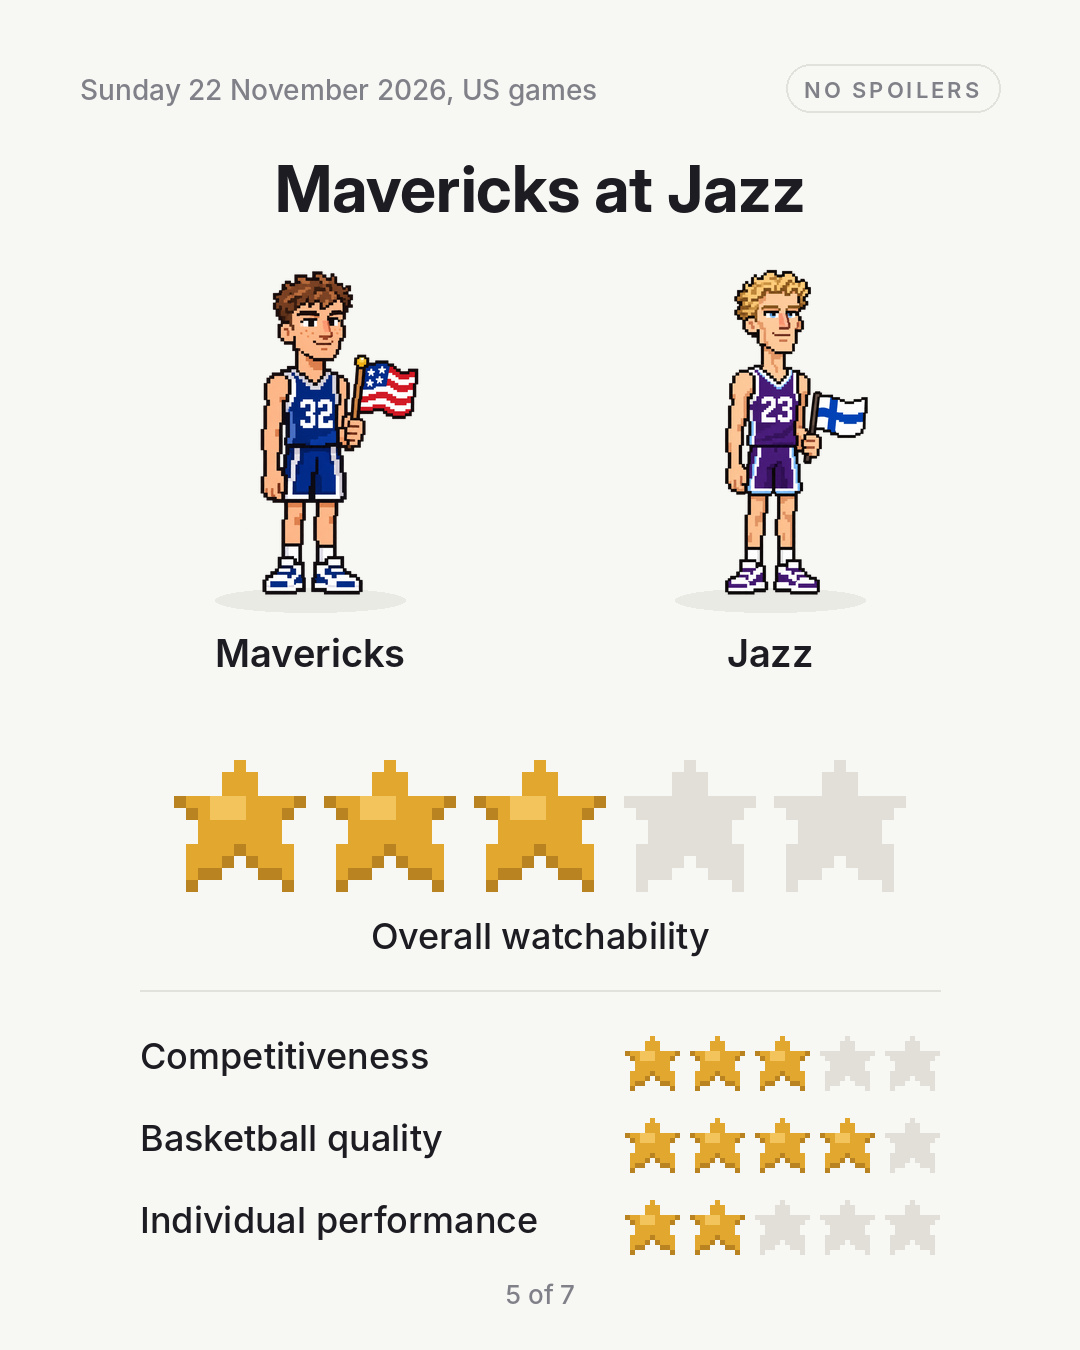 Sunday 22 November 2026, US games
NO SPOILERS
Mavericks at Jazz
32
23
Mavericks
Jazz
Overall watchability
Competitiveness
Basketball quality
Individual performance
5 of 7